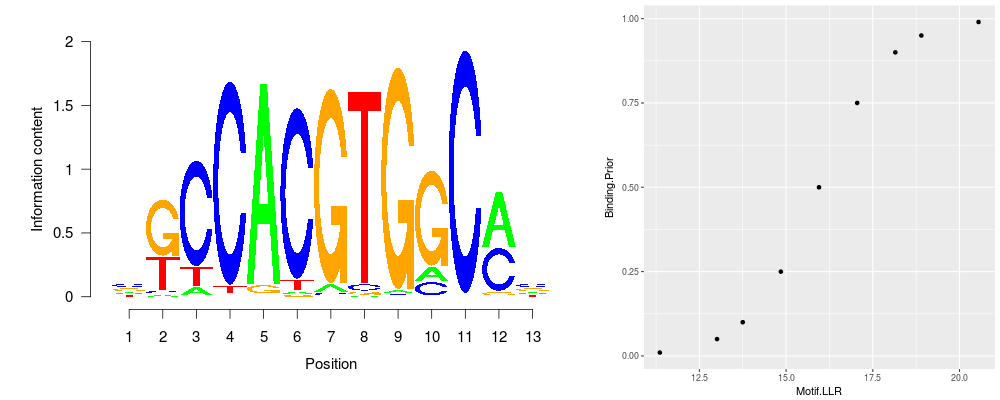 2
1.5
1
0.5
0
Information content
G C C A C G T G G C A
T T T T A C
A C
1 2 3 4 5 6 7 8 9 10 11 12 13
Position
1.00
0.75
0.50
0.25
0.00
Binding.Prior
12.5 15.0 17.5 20.0
Motif.LLR